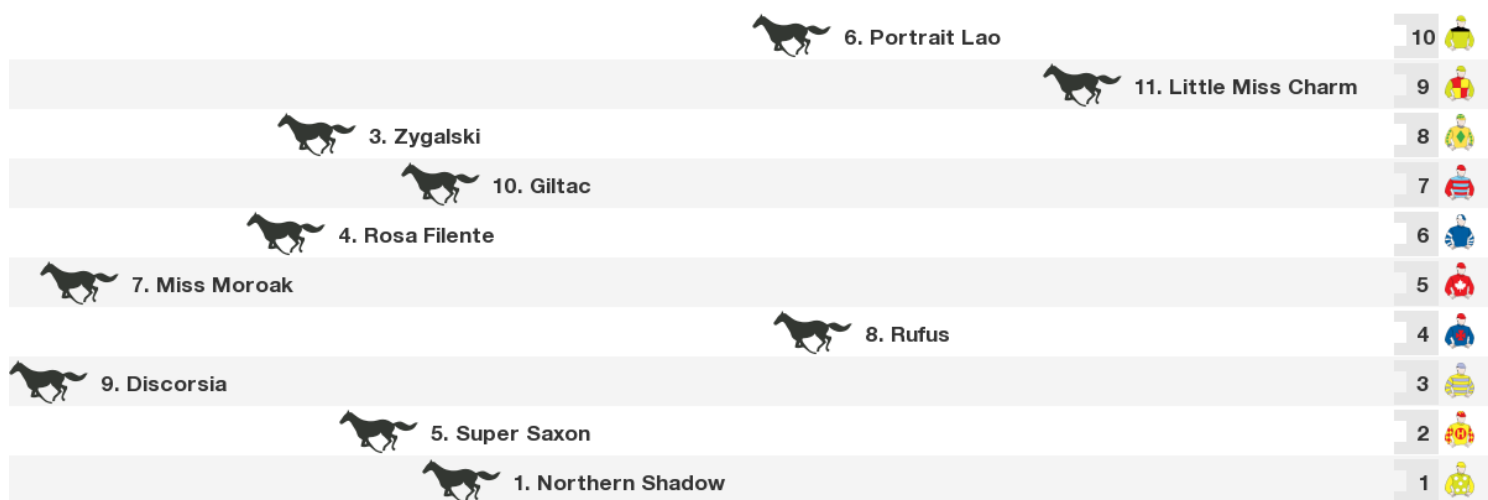 6. Portrait Lao 10
11. Little Miss Charm 9
3. Zygalski 8
10. Giltac 7
4. Rosa Filente 6
7. Miss Moroak 5
8. Rufus 4
9. Discorsia 3
5. Super Saxon 2
H
1. Northern Shadow 1